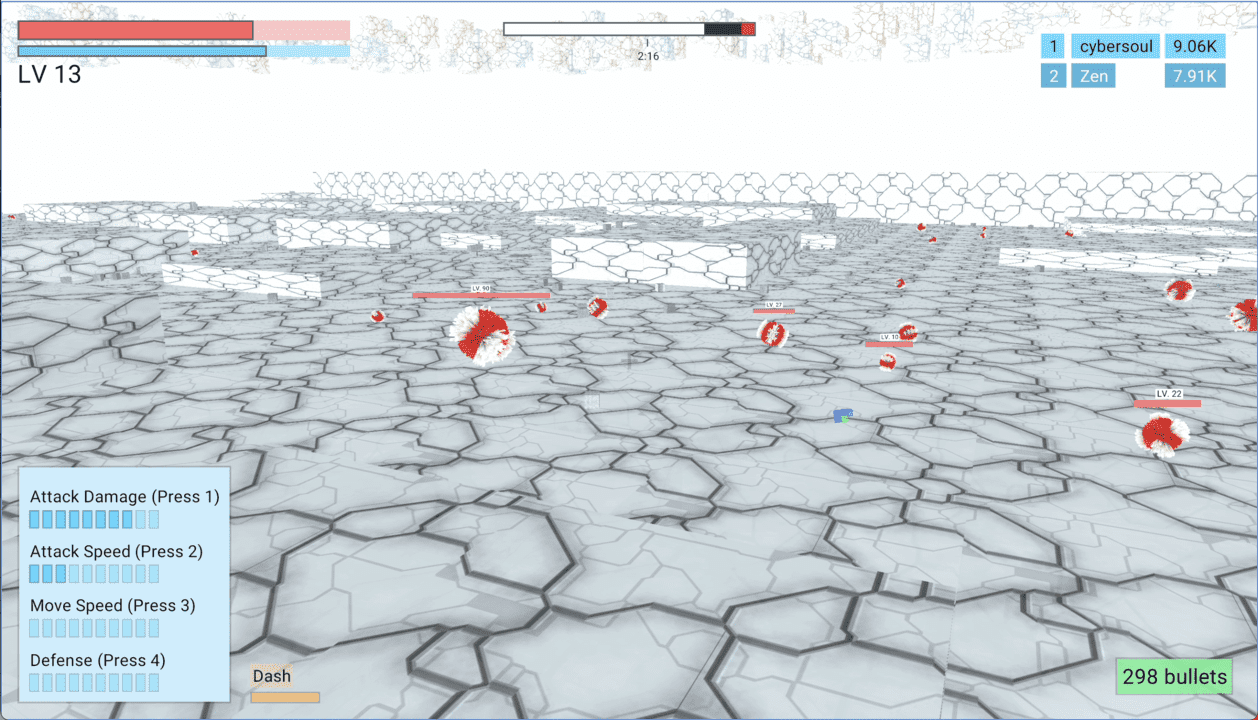 LV 13
2:16
1 cybersoul 9.06K
2 Zen 7.91K
LV. 90
LV. 27
LV. 10
LV. 22
Attack Damage (Press 1)
Attack Speed (Press 2)
Move Speed (Press 3)
Defense (Press 4)
Dash
298 bullets